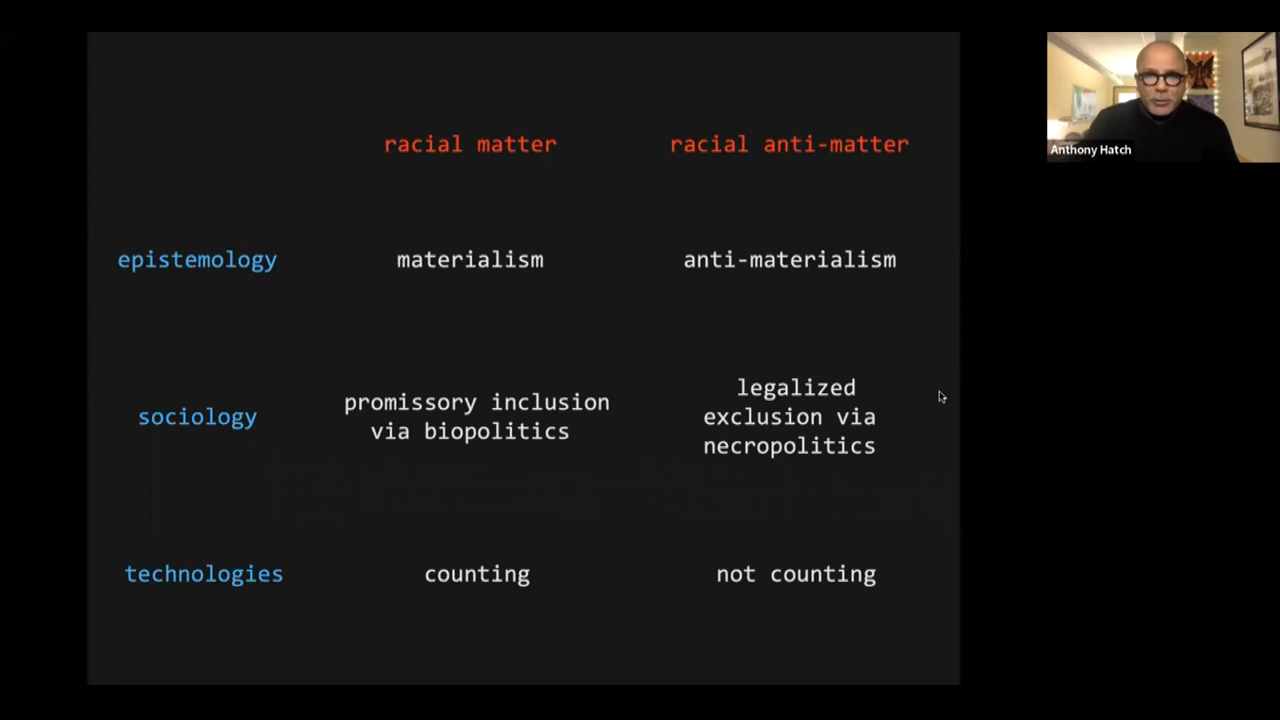 racial matter racial anti-matter
epistemology materialism anti-materialism
sociology promissory inclusion via biopolitics legalized exclusion via necropolitics
technologies counting not counting
Anthony Hatch